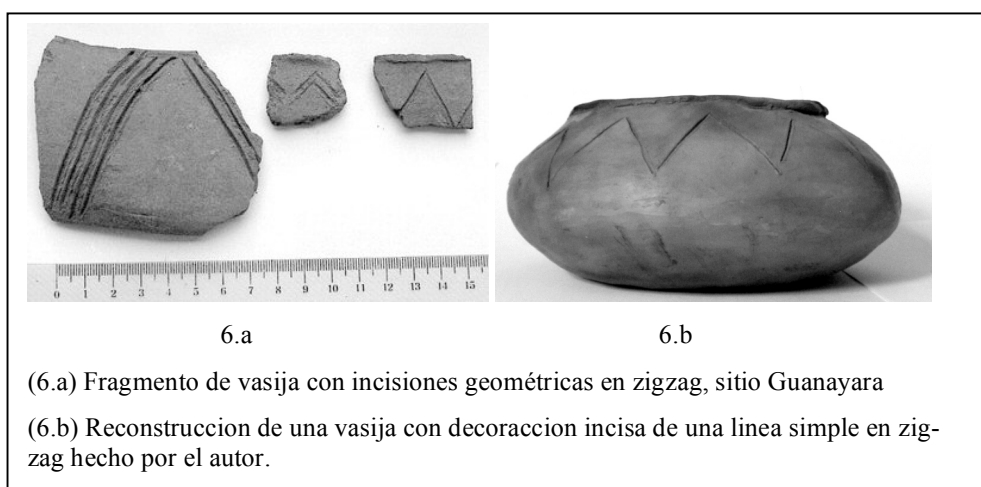 0 1 2 3 4 5 6 7 8 9 10 11 12 13 14 15
6.a 6.b
(6.a) Fragmento de vasija con incisiones geométricas en zigzag, sitio Guanayara
(6.b) Reconstruccion de una vasija con decoraccion incisa de una linea simple en zig-
zag hecho por el autor.